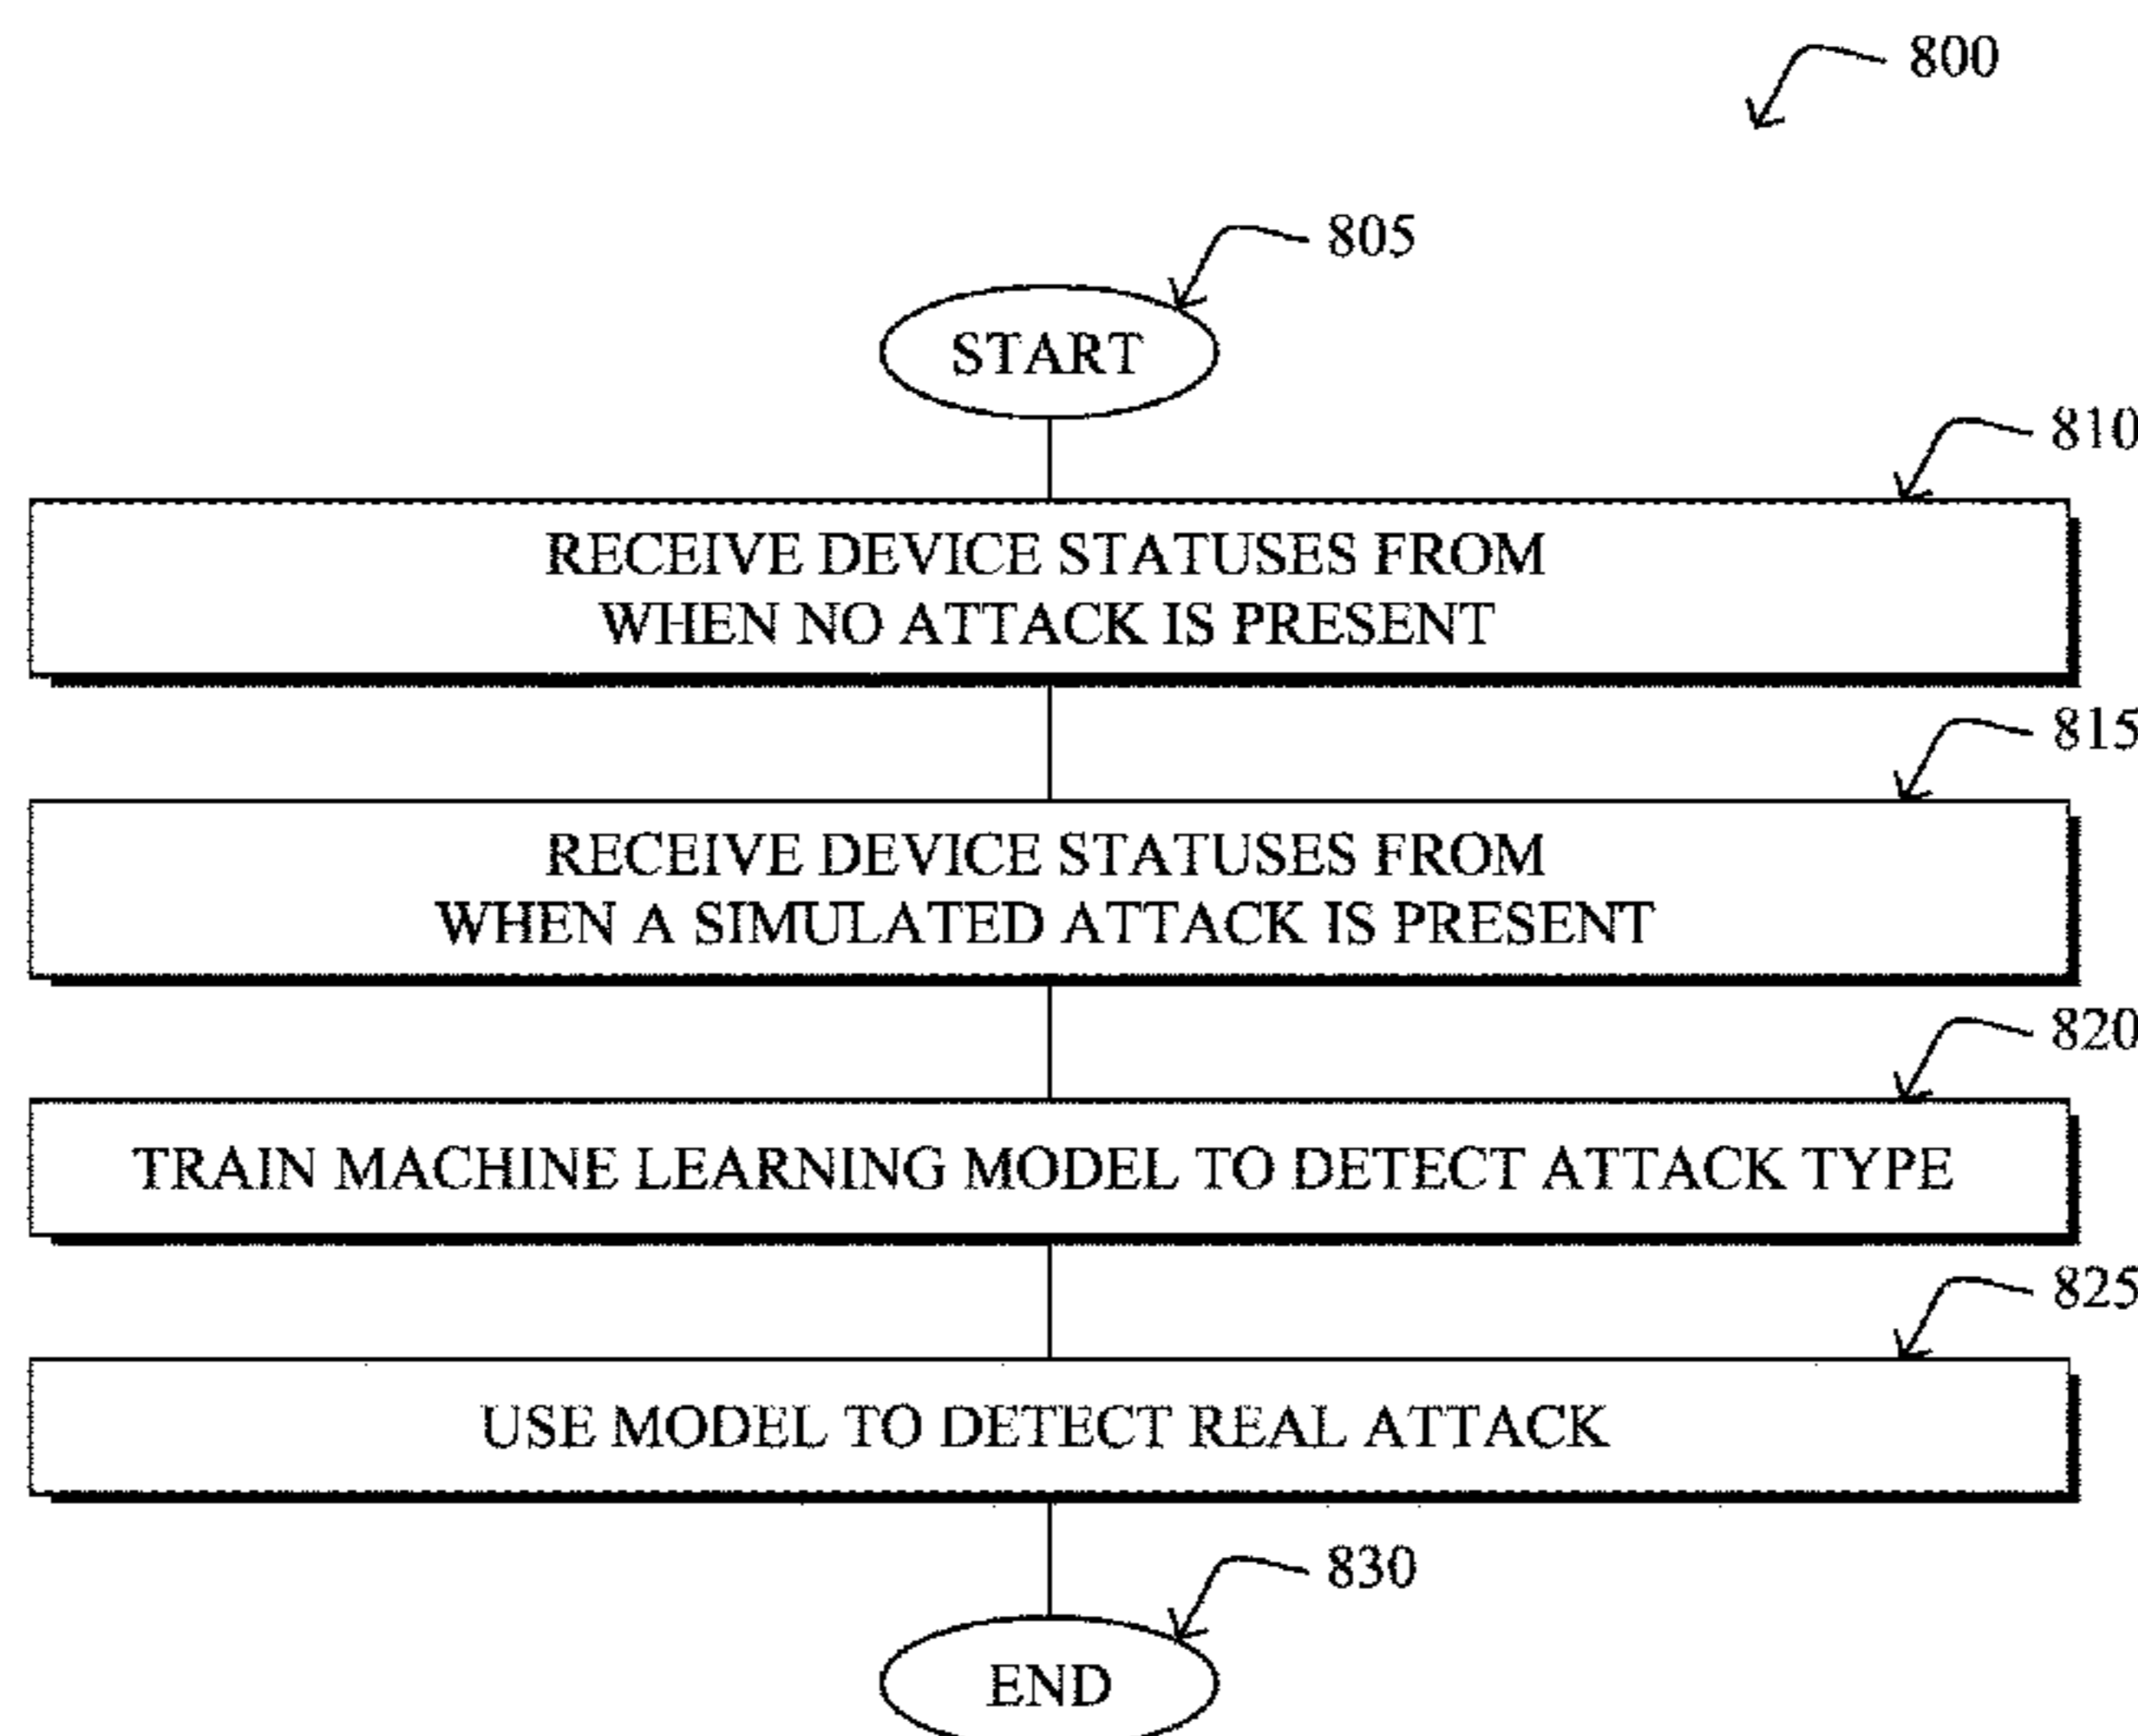 800
805
START
810
RECEIVE DEVICE STATUSES FROM
WHEN NO ATTACK IS PRESENT
815
RECEIVE DEVICE STATUSES FROM
WHEN A SIMULATED ATTACK IS PRESENT
820
TRAIN MACHINE LEARNING MODEL TO DETECT ATTACK TYPE
825
USE MODEL TO DETECT REAL ATTACK
830
END